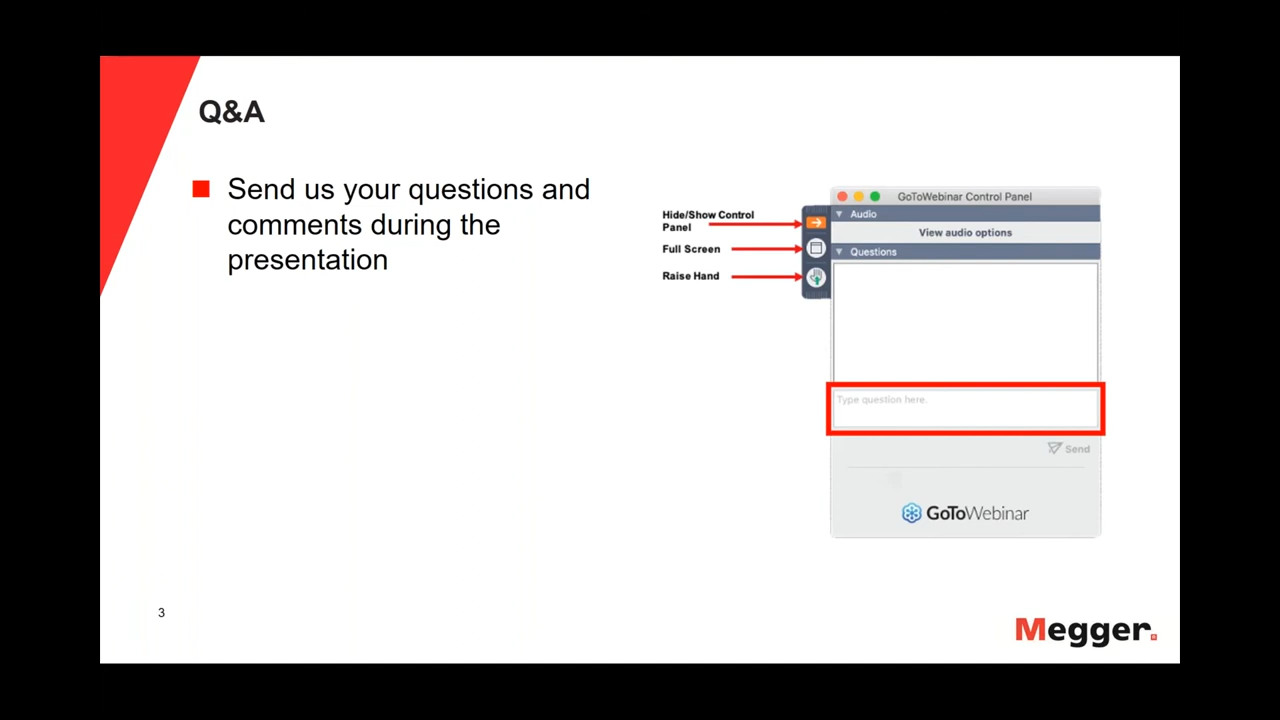 Q&A
Send us your questions and
comments during the
presentation
Hide/Show Control
Panel
Full Screen
Raise Hand
GoToWebinar Control Panel
Audio
View audio options
Questions
Type question here.
Send
GoToWebinar
3
Megger.